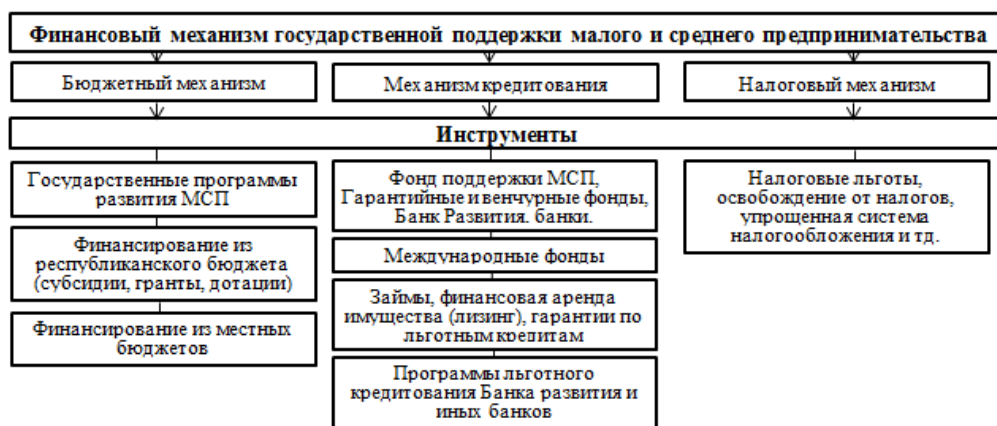 Финансовый механизм государственной поддержки малого и среднего предпринимательства
Бюджетный механизм
Механизм кредитования
Налоговый механизм
Инструменты
Государственные программы
развития МСП
Финансирование из
республиканского бюджета
(субсидии, гранты, дотации)
Финансирование из местных
бюджетов
Фонд поддержки МСП,
Гарантийные и венчурные фонды,
Банк Развития. банки.
Международные фонды
Займы, финансовая аренда
имущества (лизинг), гарантии по
льготным кредитам
Программы льготного
кредитования Банка развития и
иных банков
Налоговые льготы,
освобождение от налогов,
упрощенная система
налогообложения и тд.